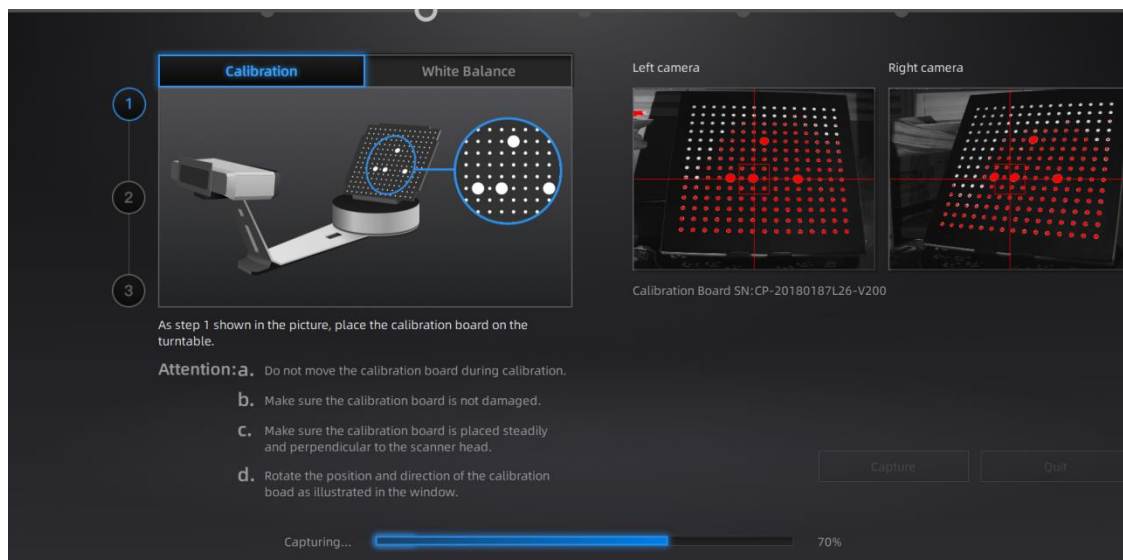 Calibration
White Balance
Left camera
Right camera
1
2
3
Calibration Board SN:CP-20180187L26-V200
As step 1 shown in the picture, place the calibration board on the
turntable.
Attention: a. Do not move the calibration board during calibration.
b. Make sure the calibration board is not damaged.
c. Make sure the calibration board is placed steadily
and perpendicular to the scanner head.
d. Rotate the position and direction of the calibration
boad as illustrated in the window.
Capture
Quit
Capturing...
70%